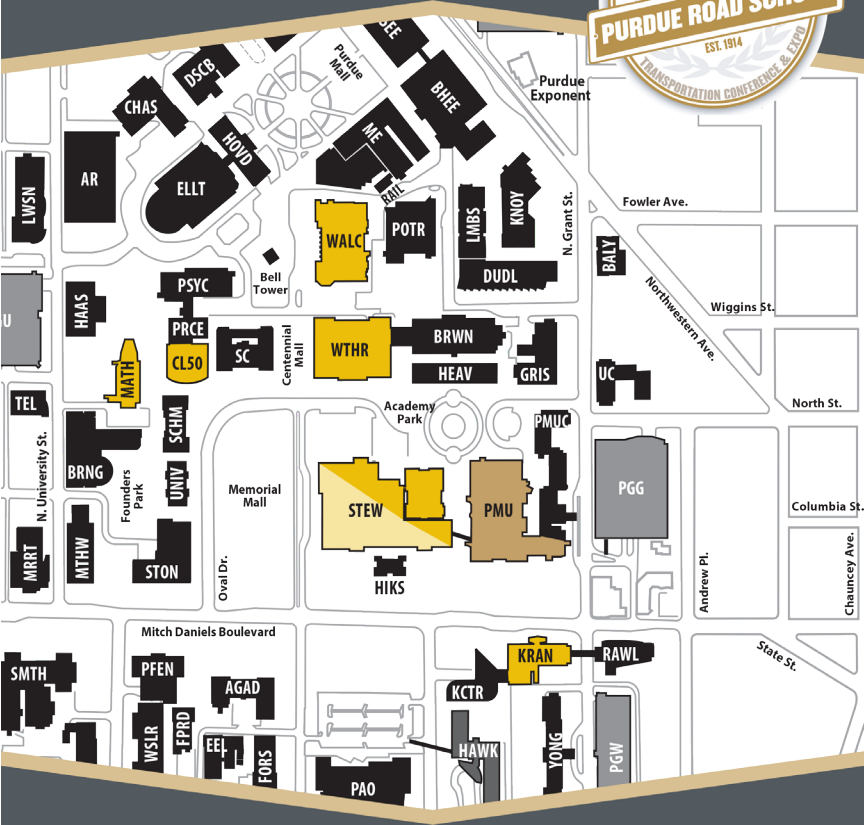 PURDUE ROAD
EST. 1914
TRANSPORTATION CONFERENCE & EXPO
Purdue
Mall
DSCB
CHAS
BHEE
Purdue
Exponent
ME
HOVD
AR
ELLT
LWSN
RAIL
WALC
POTR
LMBS
KNOY
N. Grant St.
Fowler Ave.
BALY
Bell
Tower
PSYC
DUDL
Northwestern Ave.
Wiggins St.
HAAS
PRCE
SC
Centennial
Mall
WTHR
BRWN
HEAV
GRIS
CL50
MATH
UC
TEL
SCHM
Academy
Park
PMUC
North St.
N. University St.
BRNG
Founders
Park
UNIV
Memorial
Mall
STEW
PMU
PGG
Columbia St.
MRRT
MTHW
STON
Oval Dr.
HIKS
Andrew Pl.
Chauncey Ave.
Mitch Daniels Boulevard
State St.
SMTH
PFEN
AGAD
KRAN
RAWL
KCTR
WSLR
FPRD
EEL
FORS
HAWK
YONG
PGW
PAO